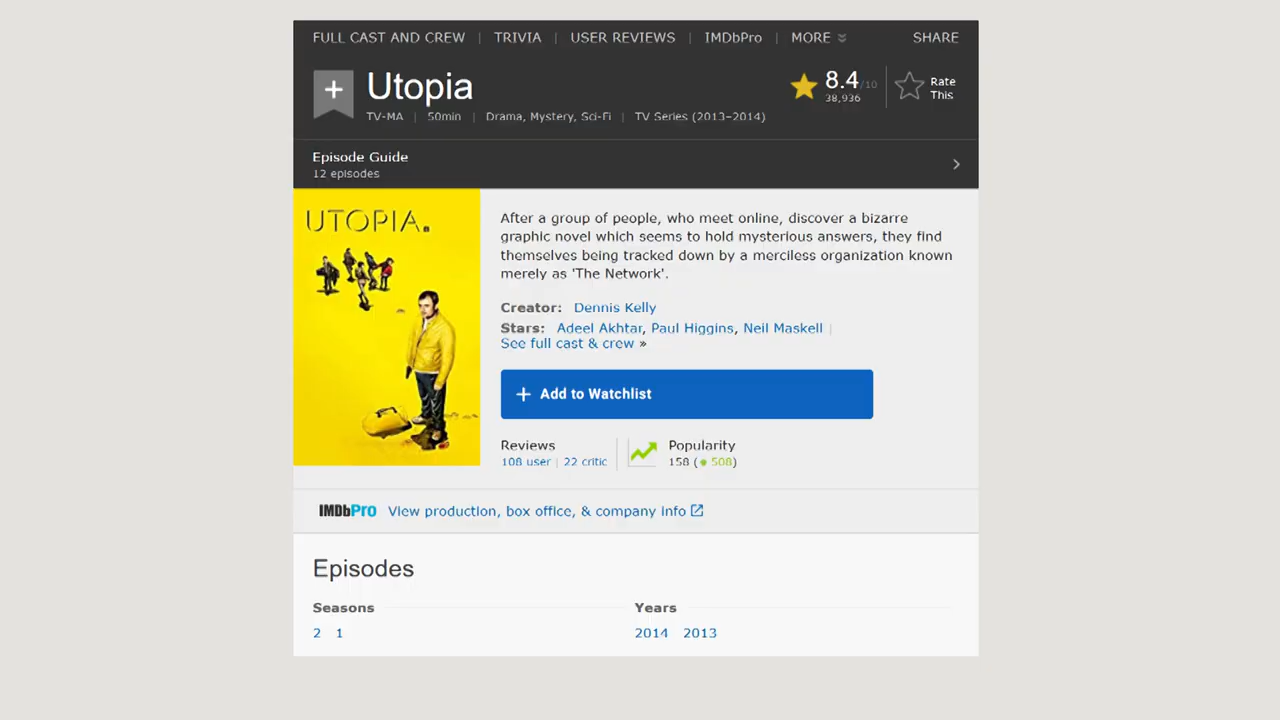 FULL CAST AND CREW | TRIVIA | USER REVIEWS | IMDbPro | MORE SHARE
+ Utopia
8.4/10
38,936
Rate This
TV-MA | 50min | Drama, Mystery, Sci-Fi | TV Series (2013–2014)
Episode Guide
12 episodes
UTOPIA.
After a group of people, who meet online, discover a bizarre
graphic novel which seems to hold mysterious answers, they find
themselves being tracked down by a merciless organization known
merely as 'The Network'.
Creator: Dennis Kelly
Stars: Adeel Akhtar, Paul Higgins, Neil Maskell |
See full cast & crew »
+ Add to Watchlist
Reviews
108 user | 22 critic
Popularity
158 (508)
IMDbPro View production, box office, & company info
Episodes
Seasons
2 1
Years
2014 2013